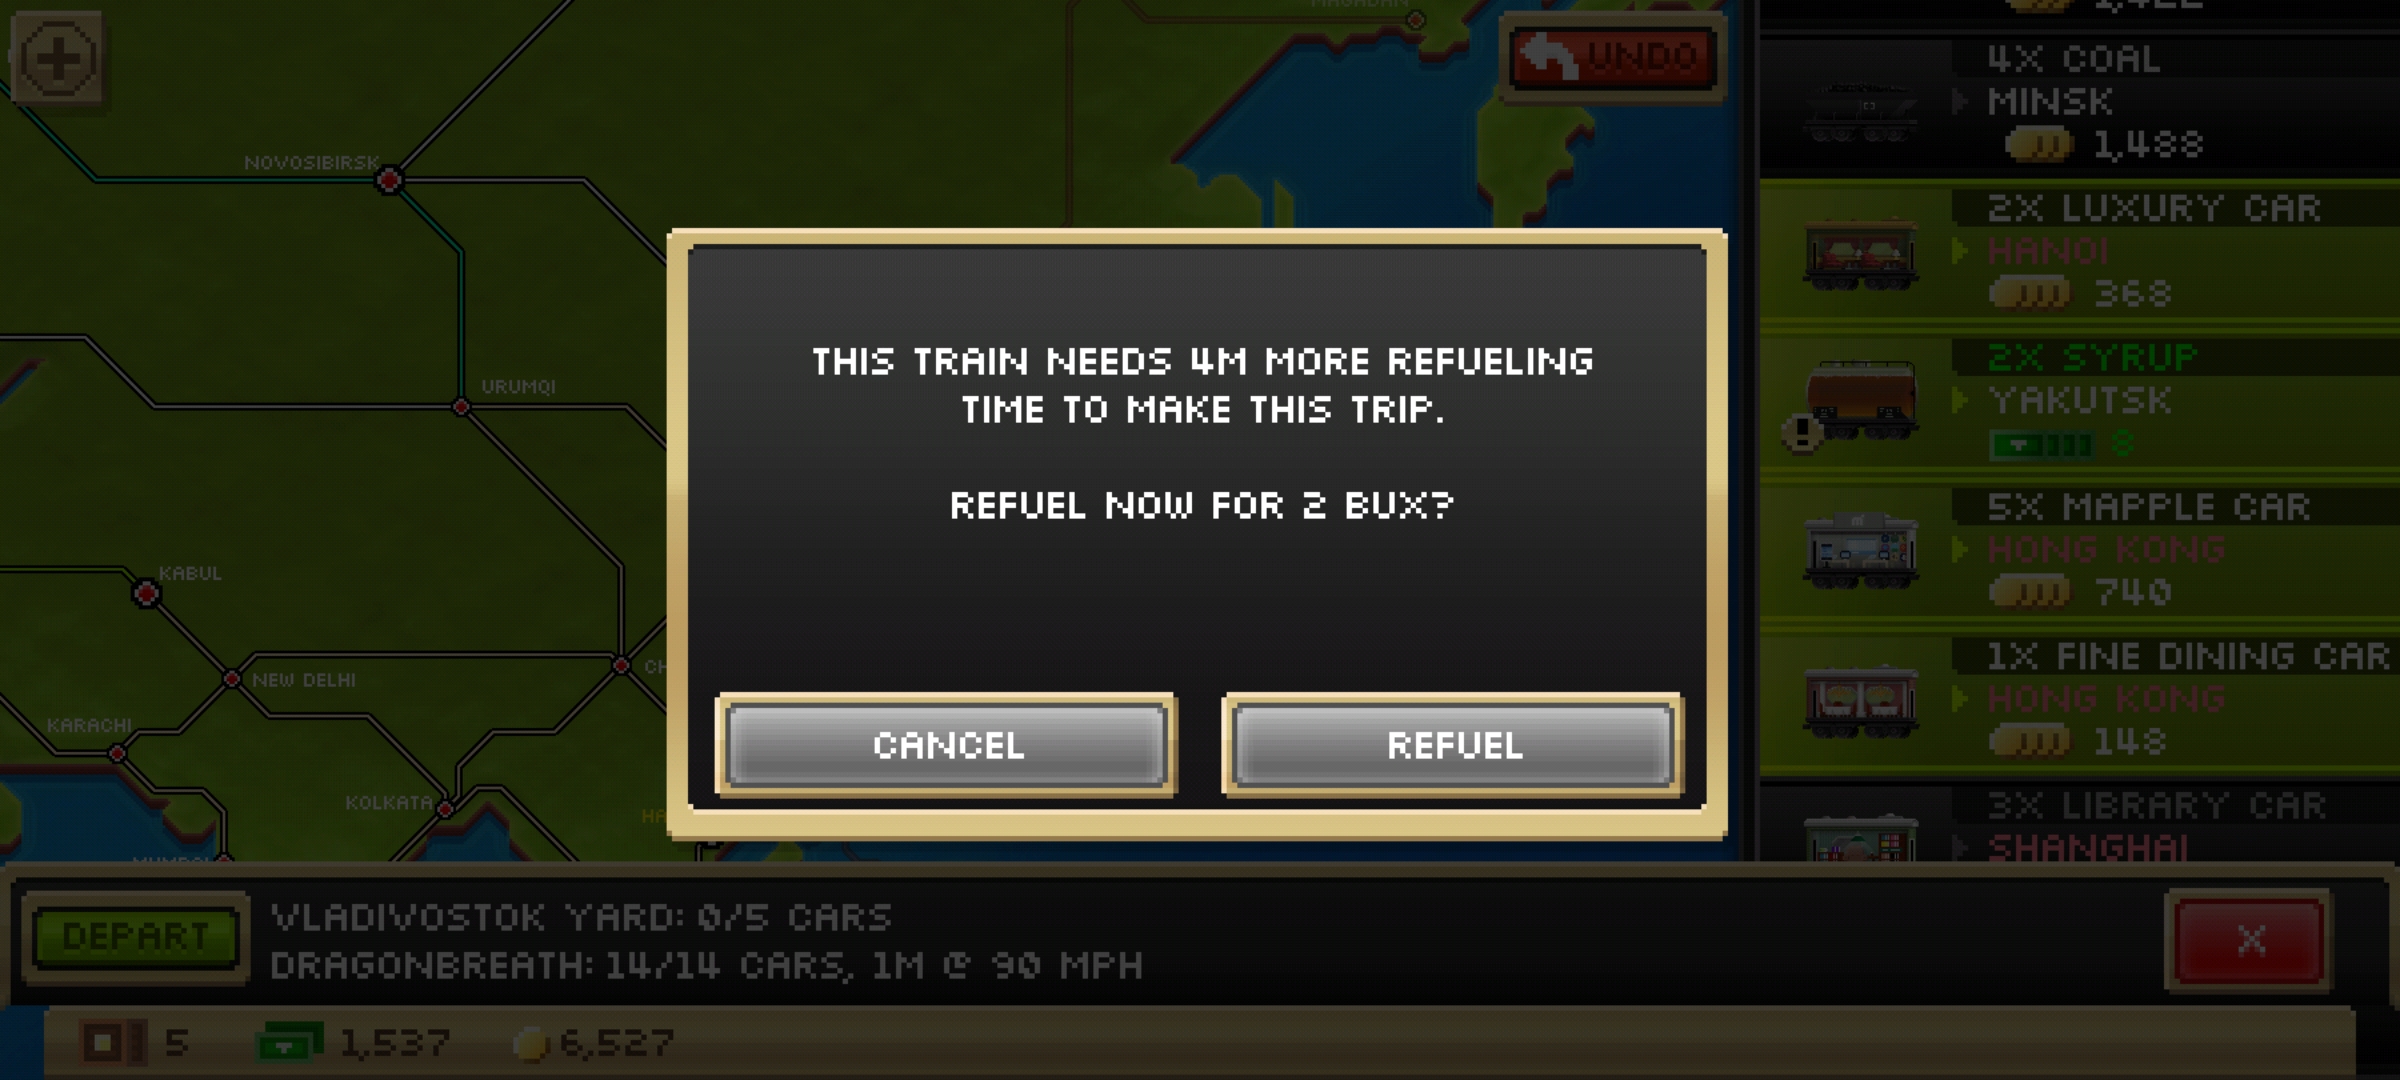 MAGADAN
UNDO
NOVOSIBIRSK
URUMQI
KABUL
NEW DELHI
KARACHI
KOLKATA
THIS TRAIN NEEDS 4M MORE REFUELING
TIME TO MAKE THIS TRIP.
REFUEL NOW FOR 2 BUX?
CANCEL
REFUEL
4X COAL
MINSK
1,488
2X LUXURY CAR
HANOI
368
2X SYRUP
YAKUTSK
8
5X MAPPLE CAR
HONG KONG
740
1X FINE DINING CAR
HONG KONG
148
3X LIBRARY CAR
SHANGHAI
DEPART
VLADIVOSTOK YARD: 0/5 CARS
DRAGONBREATH: 14/14 CARS, 1M @ 90 MPH
X
5
1,537
6,527